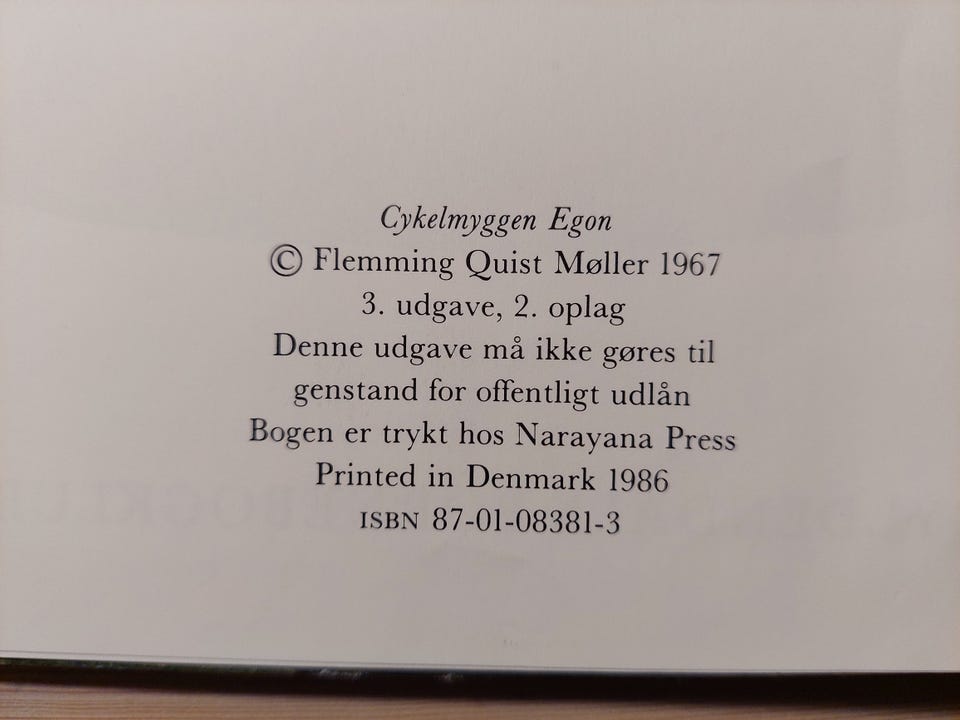 Cykelmyggen Egon
© Flemming Quist Møller 1967
3. udgave, 2. oplag
Denne udgave må ikke gøres til
genstand for offentligt udlån
Bogen er trykt hos Narayana Press
Printed in Denmark 1986
ISBN 87-01-08381-3